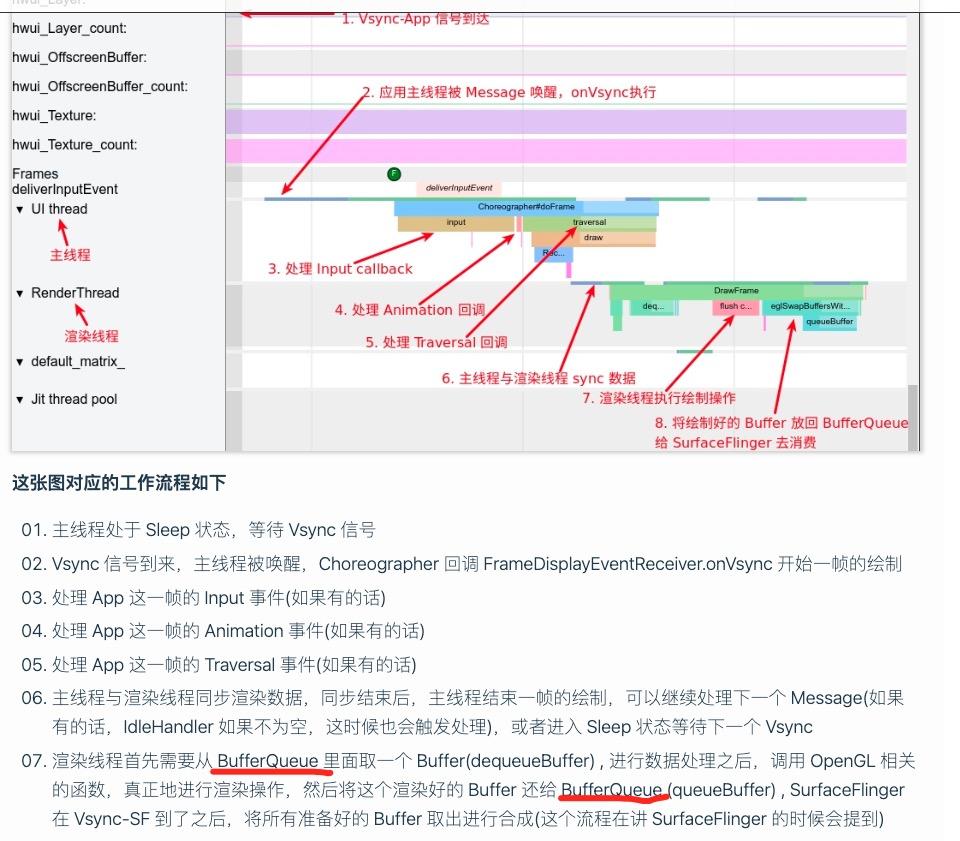 hwui_Layer_count:
1. Vsync-App 信号到达
hwui_OffscreenBuffer:
hwui_OffscreenBuffer_count:
2. 应用主线程被 Message 唤醒，onVsync执行
hwui_Texture:
hwui_Texture_count:
Frames
F
deliverInputEvent
deliverInputEvent
▼ UI thread
Choreographer#doFrame
input
traversal
draw
Rec...
主线程
3. 处理 Input callback
▼ RenderThread
DrawFrame
deq...
flush c...
eglSwapBuffersWit...
queueBuffer
4. 处理 Animation 回调
渲染线程
5. 处理 Traversal 回调
▼ default_matrix_
6. 主线程与渲染线程 sync 数据
▼ Jit thread pool
7. 渲染线程执行绘制操作
8. 将绘制好的 Buffer 放回 BufferQueue
给 SurfaceFlinger 去消费
这张图对应的工作流程如下
01. 主线程处于 Sleep 状态，等待 Vsync 信号
02. Vsync 信号到来，主线程被唤醒，Choreographer 回调 FrameDisplayEventReceiver.onVsync 开始一帧的绘制
03. 处理 App 这一帧的 Input 事件(如果有的话)
04. 处理 App 这一帧的 Animation 事件(如果有的话)
05. 处理 App 这一帧的 Traversal 事件(如果有的话)
06. 主线程与渲染线程同步渲染数据，同步结束后，主线程结束一帧的绘制，可以继续处理下一个 Message(如果
有的话，IdleHandler 如果不为空，这时候也会触发处理)，或者进入 Sleep 状态等待下一个 Vsync
07. 渲染线程首先需要从 BufferQueue 里面取一个 Buffer(dequeueBuffer) , 进行数据处理之后，调用 OpenGL 相关
的函数，真正地进行渲染操作，然后将这个渲染好的 Buffer 还给 BufferQueue (queueBuffer) , SurfaceFlinger
在 Vsync-SF 到了之后，将所有准备好的 Buffer 取出进行合成(这个流程在讲 SurfaceFlinger 的时候会提到)